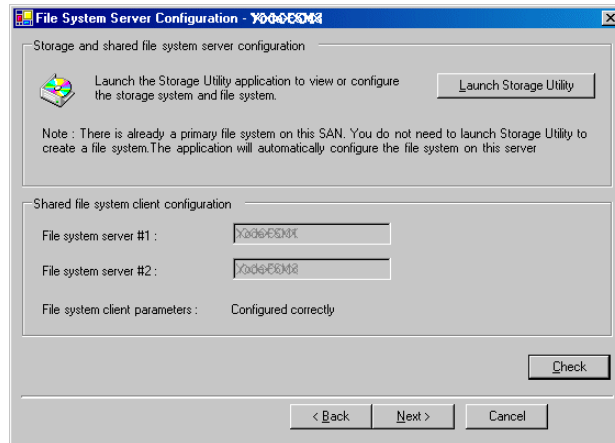 File System Server Configuration -
Storage and shared file system server configuration
Launch the Storage Utility application to view or configure
the storage system and file system.
Launch Storage Utility
Note : There is already a primary file system on this SAN. You do not need to launch Storage Utility to
create a file system.The application will automatically configure the file system on this server
Shared file system client configuration
File system server #1 :
File system server #2 :
File system client parameters : Configured correctly
Check
< Back Next > Cancel